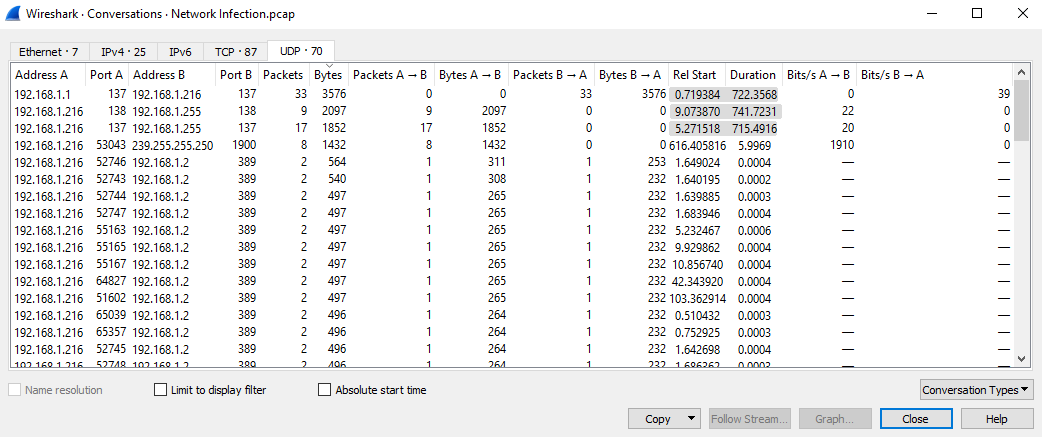 Wireshark · Conversations · Network Infection.pcap
Ethernet · 7 IPv4 · 25 IPv6 TCP · 87 UDP · 70
Address A Port A Address B Port B Packets Bytes Packets A → B Bytes A → B Packets B → A Bytes B → A Rel Start Duration Bits/s A → B Bits/s B → A
192.168.1.1 137 192.168.1.216 137 33 3576 0 0 33 3576 0.719384 722.3568 0 39
192.168.1.216 138 192.168.1.255 138 9 2097 9 2097 0 0 9.073870 741.7231 22 0
192.168.1.216 137 192.168.1.255 137 17 1852 17 1852 0 0 5.271518 715.4916 20 0
192.168.1.216 53043 239.255.255.250 1900 8 1432 8 1432 0 0 616.405816 5.9969 1910 0
192.168.1.216 52746 192.168.1.2 389 2 564 1 311 1 253 1.649024 0.0004 — —
192.168.1.216 52743 192.168.1.2 389 2 540 1 308 1 232 1.640195 0.0002 — —
192.168.1.216 52744 192.168.1.2 389 2 497 1 265 1 232 1.639885 0.0003 — —
192.168.1.216 52747 192.168.1.2 389 2 497 1 265 1 232 1.683946 0.0004 — —
192.168.1.216 55163 192.168.1.2 389 2 497 1 265 1 232 5.232467 0.0006 — —
192.168.1.216 55165 192.168.1.2 389 2 497 1 265 1 232 9.929862 0.0004 — —
192.168.1.216 55167 192.168.1.2 389 2 497 1 265 1 232 10.856740 0.0004 — —
192.168.1.216 64827 192.168.1.2 389 2 497 1 265 1 232 42.343920 0.0004 — —
192.168.1.216 51602 192.168.1.2 389 2 497 1 265 1 232 103.362914 0.0004 — —
192.168.1.216 65039 192.168.1.2 389 2 496 1 264 1 232 0.510432 0.0003 — —
192.168.1.216 65357 192.168.1.2 389 2 496 1 264 1 232 0.752925 0.0003 — —
192.168.1.216 52745 192.168.1.2 389 2 496 1 264 1 232 1.642698 0.0004 — —
192.168.1.216 52748 192.168.1.2 389 2 496 1 264 1 232 1.686362 0.0003 — —
Name resolution Limit to display filter Absolute start time Conversation Types
Copy Follow Stream... Graph... Close Help